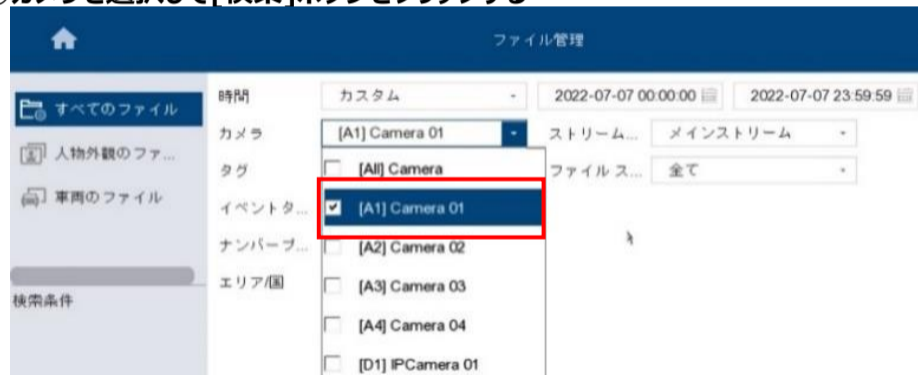 カメラを選択して[検索]ボタンをクリックする
ファイル管理
すべてのファイル
人物外観のファ...
車両のファイル
検索条件
時間 カスタム 2022-07-07 00:00:00 2022-07-07 23:59:59
カメラ [A1] Camera 01 ストリーム... メインストリーム
タグ [All] Camera ファイル ス... 全て
イベントタ... [A1] Camera 01
ナンバープ... [A2] Camera 02
エリア/国 [A3] Camera 03
[A4] Camera 04
[D1] IPCamera 01